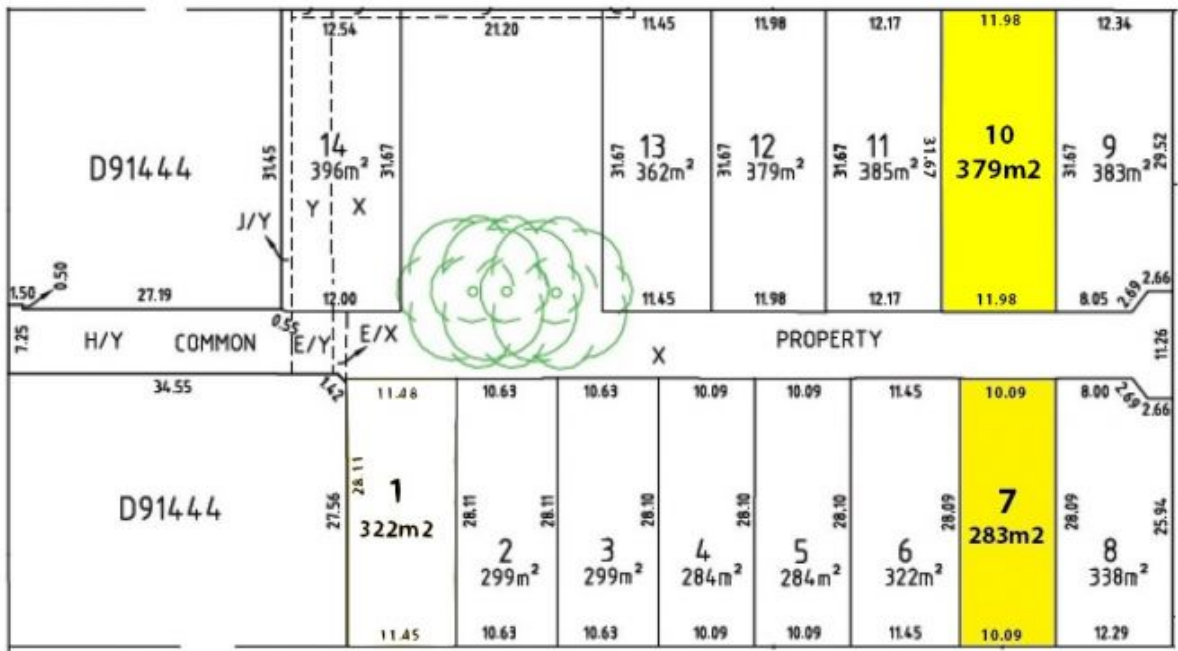 12.54
21.20
11.45
11.98
12.17
11.98
12.34
D91444
31.45
14
396m²
31.67
31.67
13
362m²
31.67
12
379m²
31.67
11
385m²
31.67
10
379m2
31.67
9
383m²
29.52
J/Y
Y
X
1.50
0.50
27.19
12.00
11.45
11.98
12.17
11.98
8.05
2.69
2.66
7.25
H/Y
COMMON
0.55
E/Y
E/X
X
PROPERTY
11.26
34.55
1.42
11.48
10.63
10.63
10.09
10.09
11.45
10.09
8.00
2.69
2.66
D91444
27.56
28.11
1
322m2
28.11
2
299m²
28.11
3
299m²
28.10
4
284m²
28.10
5
284m²
28.10
6
322m²
28.09
7
283m2
28.09
8
338m²
25.94
11.45
10.63
10.63
10.09
10.09
11.45
10.09
12.29